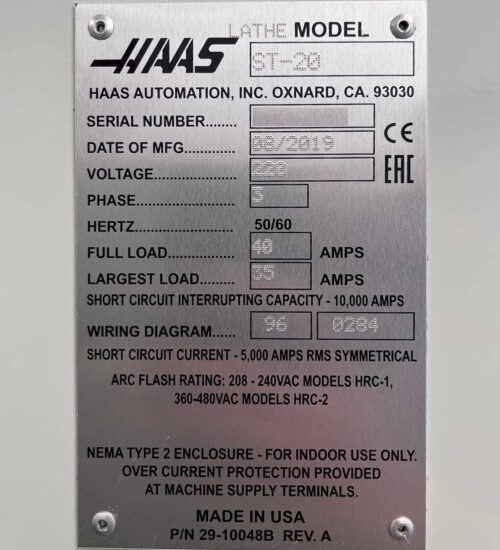 LATHE MODEL
HAAS ST-20
HAAS AUTOMATION, INC. OXNARD, CA. 93030
SERIAL NUMBER........
DATE OF MFG........... 08/2019 CE
VOLTAGE.................. 220 EAC
PHASE...................... 3
HERTZ...................... 50/60
FULL LOAD............... 40 AMPS
LARGEST LOAD........ 35 AMPS
SHORT CIRCUIT INTERRUPTING CAPACITY - 10,000 AMPS
WIRING DIAGRAM...... 96 0284
SHORT CIRCUIT CURRENT - 5,000 AMPS RMS SYMMETRICAL
ARC FLASH RATING: 208 - 240VAC MODELS HRC-1,
360-480VAC MODELS HRC-2
NEMA TYPE 2 ENCLOSURE - FOR INDOOR USE ONLY.
OVER CURRENT PROTECTION PROVIDED
AT MACHINE SUPPLY TERMINALS.
MADE IN USA
P/N 29-10048B REV. A